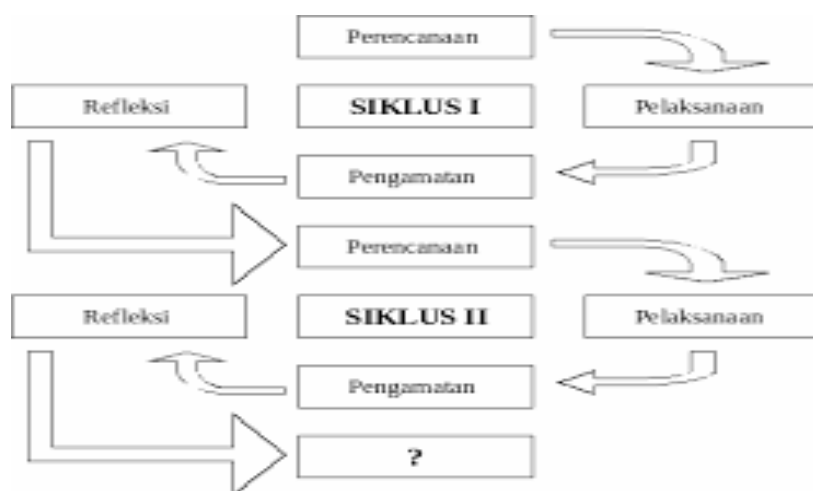 Perencanaan
Refleksi
SIKLUS I
Pelaksanaan
Pengamatan
Perencanaan
Refleksi
SIKLUS II
Pelaksanaan
Pengamatan
?